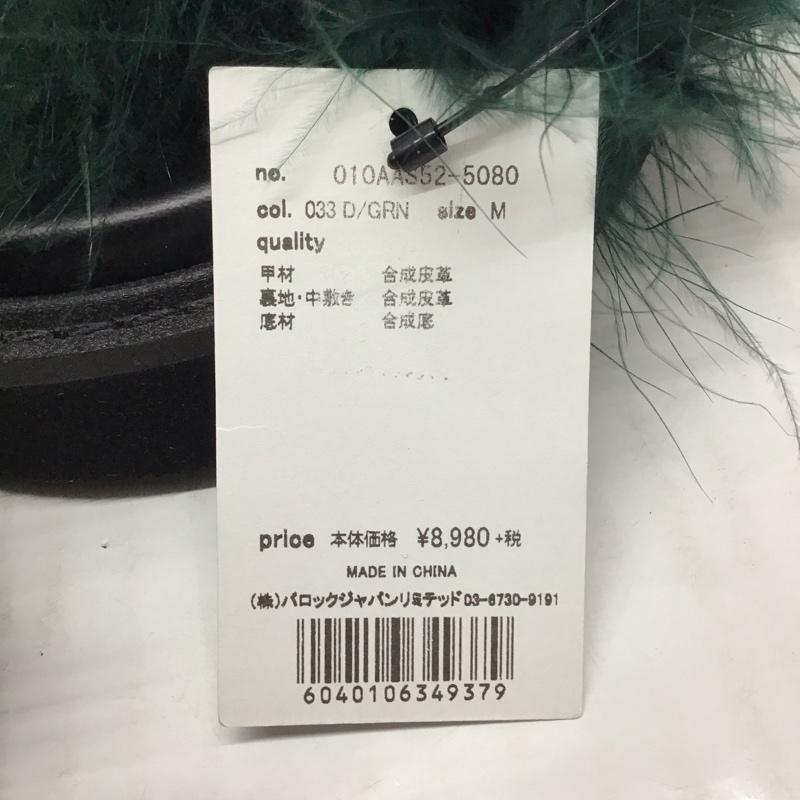 no. 010AAS52-5080
col. 033 D/GRN size M
quality
甲材 合成皮革
裏地・中敷き 合成皮革
底材 合成底
price 本体価格 ¥8,980+税
MADE IN CHINA
(株)バロックジャパンリミテッド03-6730-9191
6040106349379